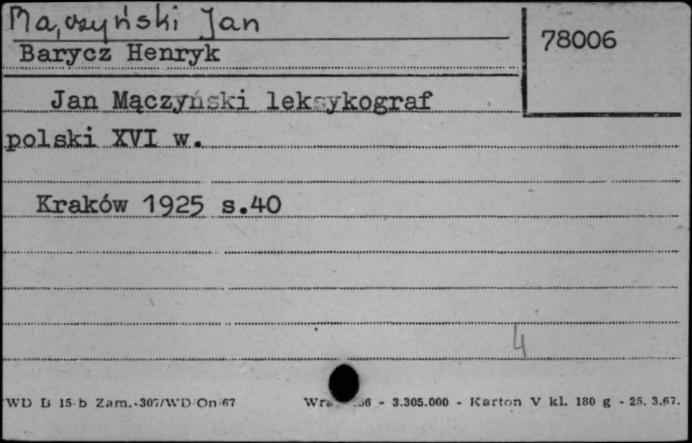 Mączyński Jan
78006
Barycz Henryk
Jan Mączyński leksykograf
polski XVI w.
Kraków 1925 s.40
4
WD B 15-b Zam.-307/WD/On/67 - 3.305.000 - Karton V kl. 180 g - 25. 3.67.